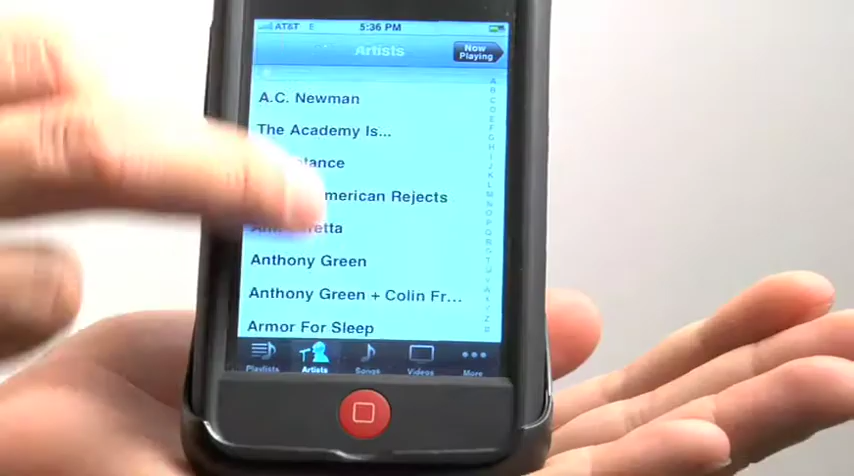 AT&T E 5:36 PM
Artists
Now
Playing
A
B
C
D
E
F
G
H
I
J
K
L
M
N
O
P
Q
R
S
T
U
V
W
X
Y
Z
#
A.C. Newman
The Academy Is...
American Rejects
Anthony Green
Anthony Green + Colin Fr...
Armor For Sleep
Playlists Artists Songs Videos More